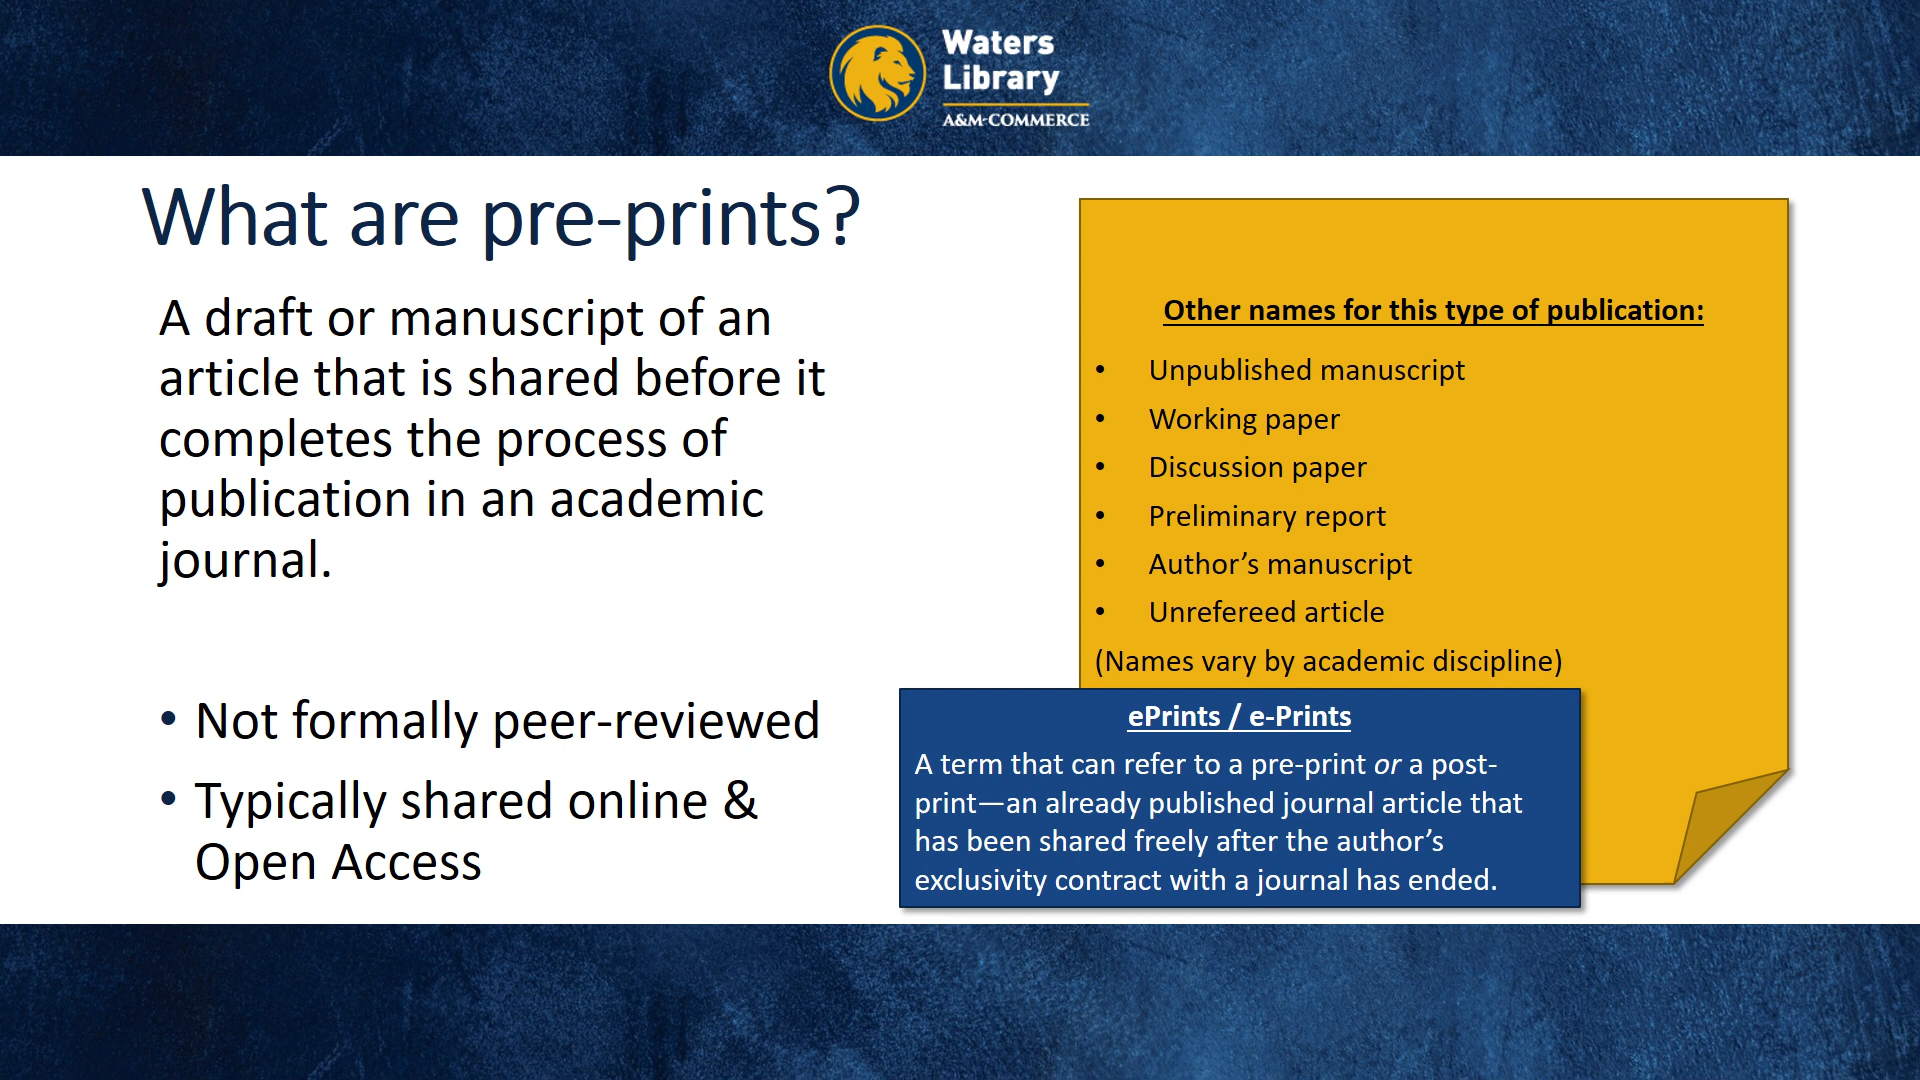 Waters
Library
A&M-COMMERCE
What are pre-prints?
A draft or manuscript of an
article that is shared before it
completes the process of
publication in an academic
journal.
• Not formally peer-reviewed
• Typically shared online &
Open Access
Other names for this type of publication:
• Unpublished manuscript
• Working paper
• Discussion paper
• Preliminary report
• Author’s manuscript
• Unrefereed article
(Names vary by academic discipline)
ePrints / e-Prints
A term that can refer to a pre-print or a post-
print—an already published journal article that
has been shared freely after the author’s
exclusivity contract with a journal has ended.